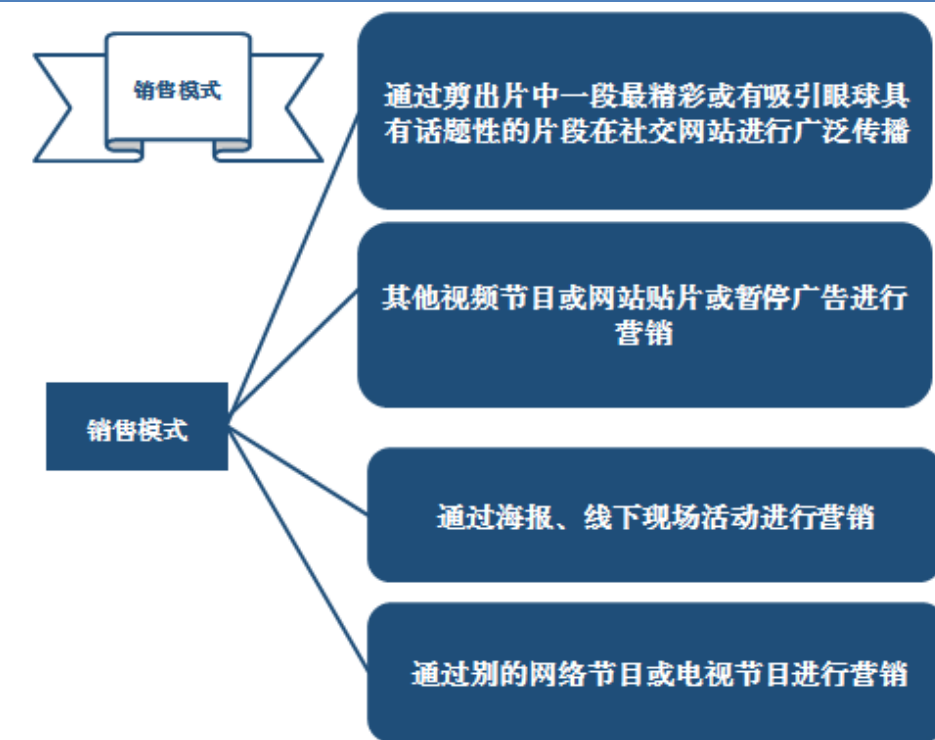 销售模式
通过剪出片中一段最精彩或有吸引眼球具
有话题性的片段在社交网站进行广泛传播
其他视频节目或网站贴片或暂停广告进行
营销
销售模式
通过海报、线下现场活动进行营销
通过别的网络节目或电视节目进行营销